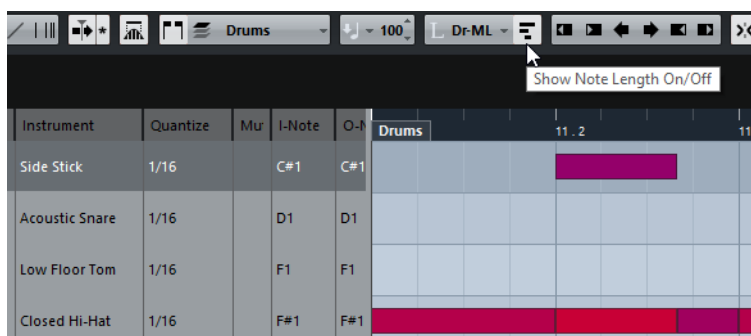 * Drums 100 L Dr-ML
Show Note Length On/Off
Instrument Quantize I-Note Drums 11.2 11
Side Stick 1/16 C#1 C#1
Acoustic Snare 1/16 D1 D1
Low Floor Tom 1/16 F1 F1
Closed Hi-Hat 1/16 F#1 F#1